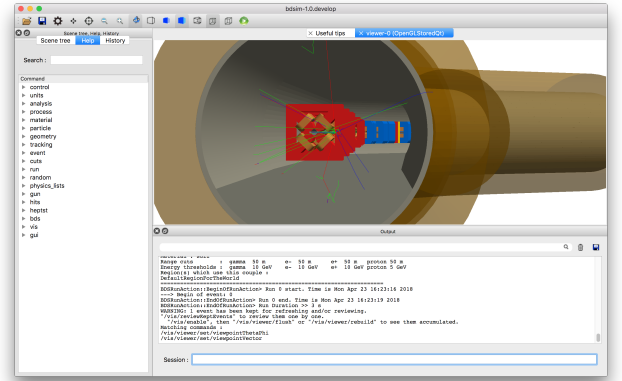 bdsim-1.0.develop
Scene tree, Help, History
Scene tree Help History
Search :
Command
control
units
analysis
process
material
particle
geometry
tracking
event
cuts
run
random
physics_lists
gun
hits
heptst
bds
vis
gui
× Useful tips × viewer-0 (OpenGLStoredQt)
Output
Range cuts : gamma 50 m e- 50 m e+ 50 m proton 50 m
Energy thresholds : gamma 10 GeV e- 10 GeV e+ 10 GeV proton 5 GeV
Region(s) which use this couple :
DefaultRegionForTheWorld
BDSRunAction::BeginOfRunAction> Run 0 start. Time is Mon Apr 23 16:23:16 2018
---> Begin of event: 0
BDSRunAction::EndOfRunAction> Run 0 end. Time is Mon Apr 23 16:23:19 2018
BDSRunAction::EndOfRunAction> Run Duration >> 3 s
WARNING: 1 event has been kept for refreshing and/or reviewing.
"/vis/reviewKeptEvents" to review them one by one.
"/vis/enable", then "/vis/viewer/flush" or "/vis/viewer/rebuild" to see them accumulated.
Matching commands :
/vis/viewer/set/viewpointThetaPhi
/vis/viewer/set/viewpointVector
Session :